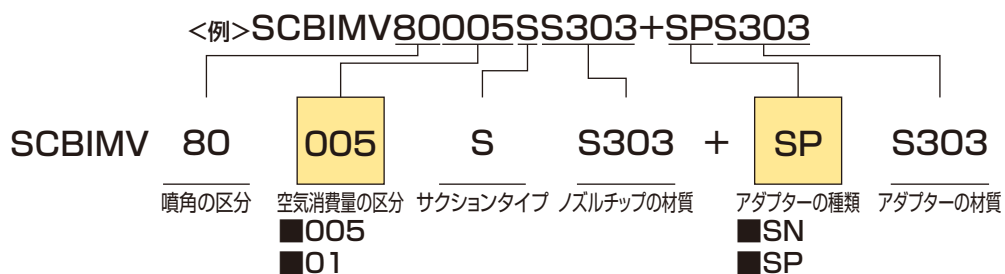 <例>SCBIMV80005SS303+SPS303
SCBIMV 80 005 S S303 + SP S303
噴角の区分 空気消費量の区分 サクションタイプ ノズルチップの材質 アダプターの種類 アダプターの材質
■005 ■SN
■01 ■SP